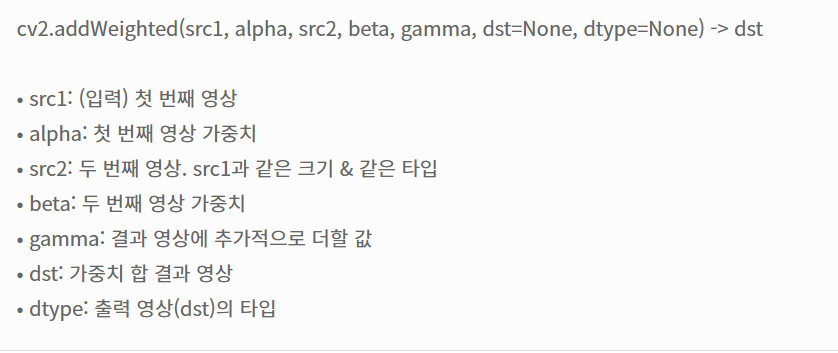 cv2.addWeighted(src1, alpha, src2, beta, gamma, dst=None, dtype=None) -> dst
• src1: (입력) 첫 번째 영상
• alpha: 첫 번째 영상 가중치
• src2: 두 번째 영상. src1과 같은 크기 & 같은 타입
• beta: 두 번째 영상 가중치
• gamma: 결과 영상에 추가적으로 더할 값
• dst: 가중치 합 결과 영상
• dtype: 출력 영상(dst)의 타입